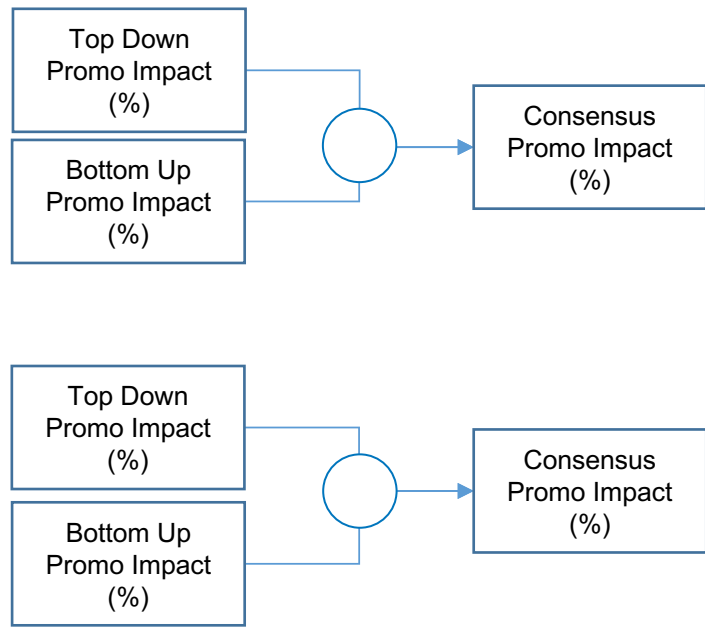 Top Down
Promo Impact
(%)
Bottom Up
Promo Impact
(%)
Consensus
Promo Impact
(%)
Top Down
Promo Impact
(%)
Bottom Up
Promo Impact
(%)
Consensus
Promo Impact
(%)